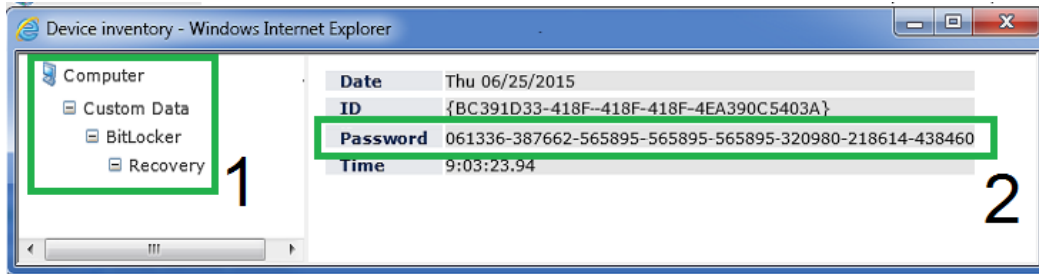 Device inventory - Windows Internet Explorer
Computer
Custom Data
BitLocker
Recovery
1
Date Thu 06/25/2015
ID {BC391D33-418F--418F-418F-4EA390C5403A}
Password 061336-387662-565895-565895-565895-320980-218614-438460
Time 9:03:23.94
2